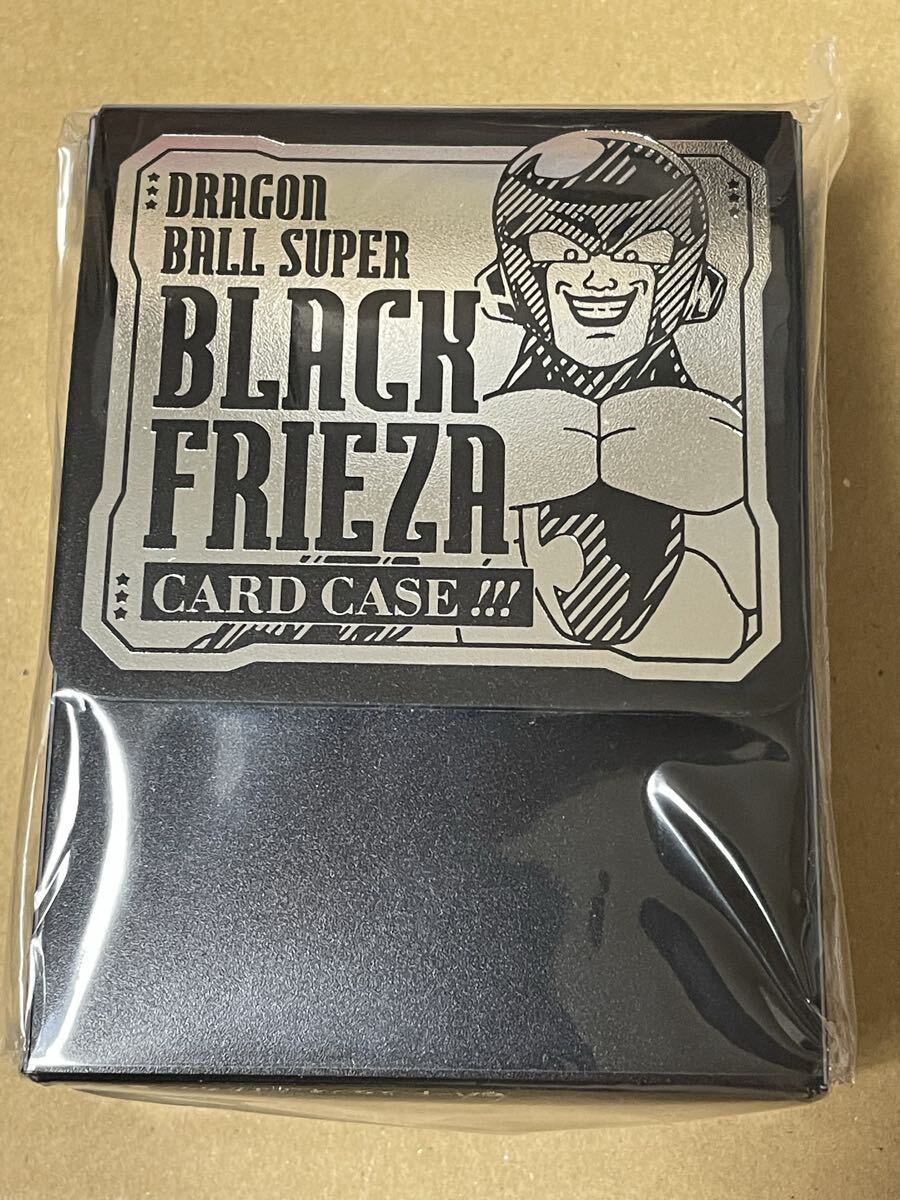 DRAGON
BALL SUPER
BLACK
FRIEZA
CARD CASE !!!